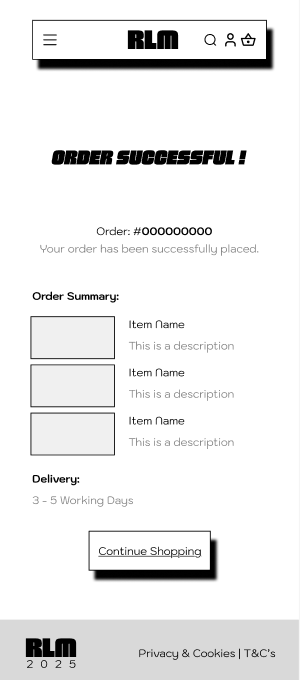 RLM
ORDER SUCCESSFUL !
Order: #000000000
Your order has been successfully placed.
Order Summary:
Item Name
This is a description
Item Name
This is a description
Item Name
This is a description
Delivery:
3 - 5 Working Days
Continue Shopping
RLM
2025
Privacy & Cookies | T&C's